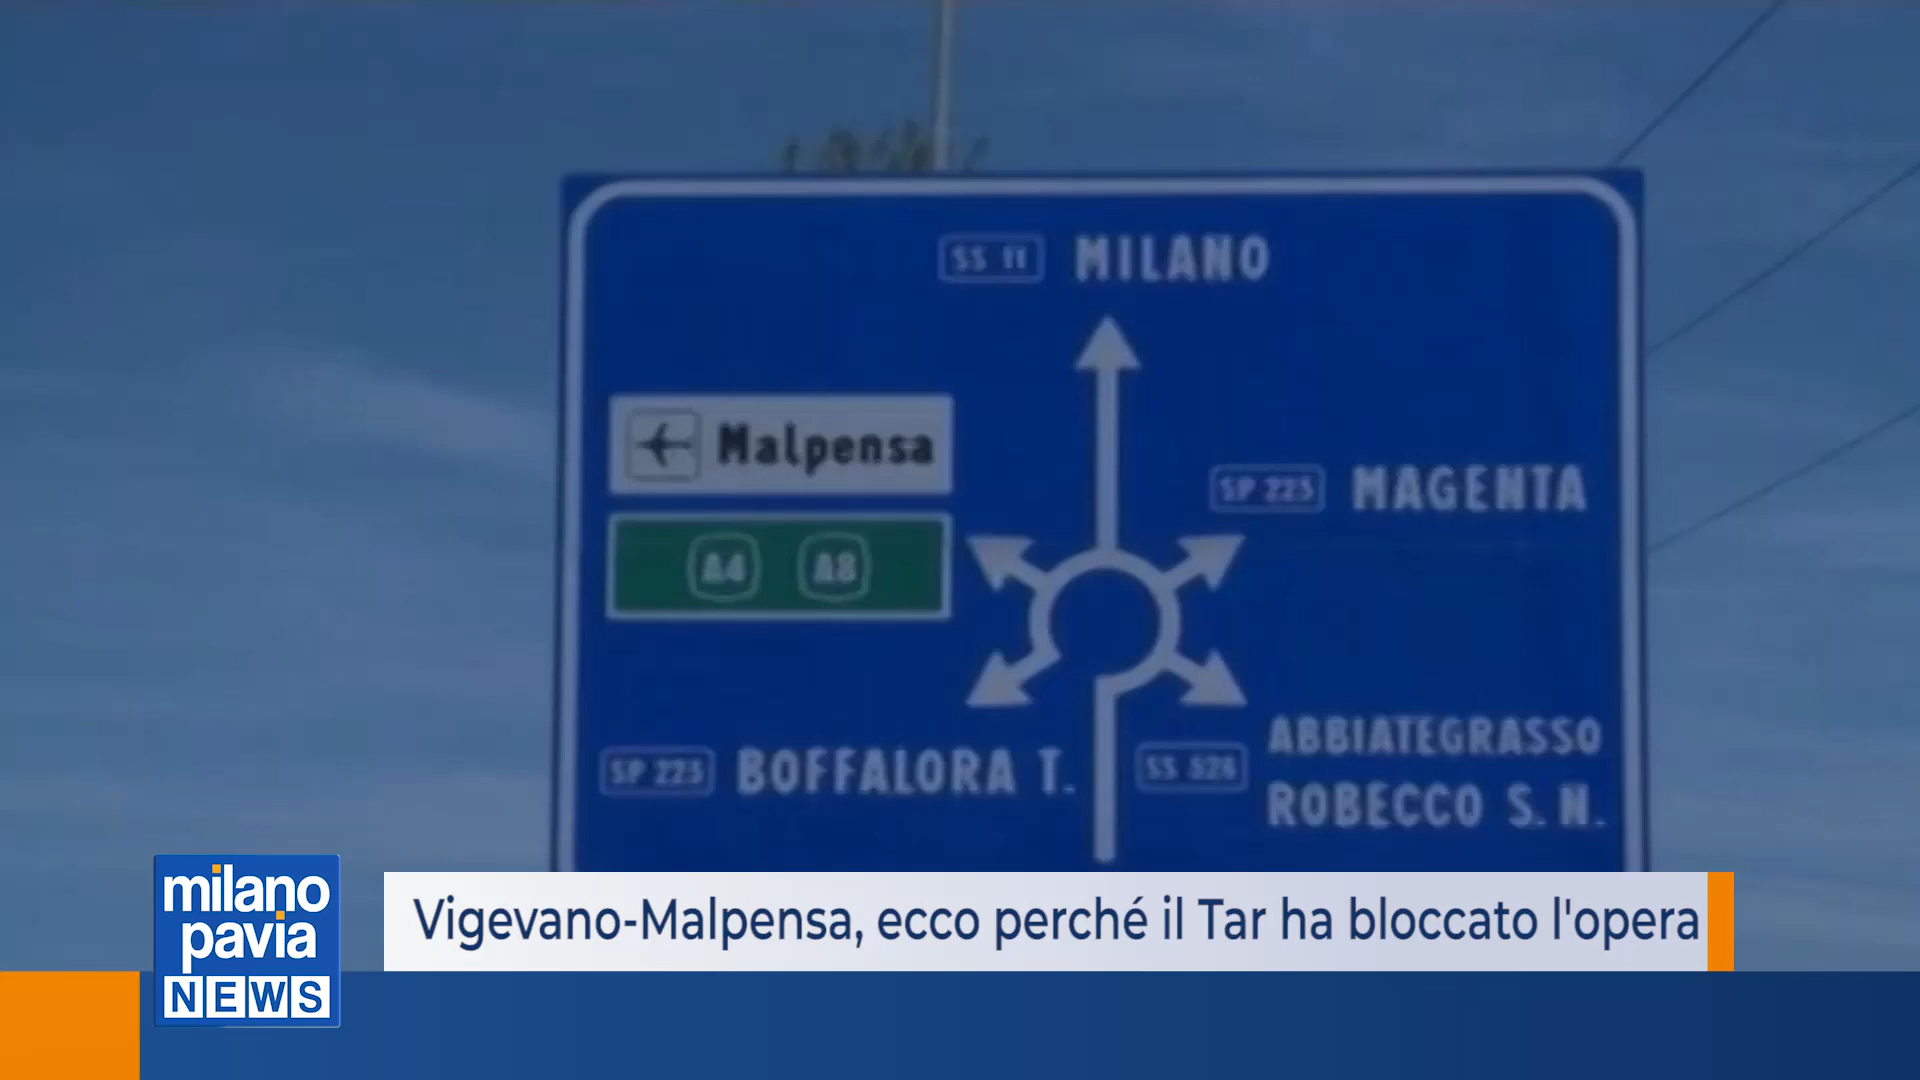 SS 11 MILANO
Malpensa
SP 225 MAGENTA
A4 A8
ABBIATEGRASSO
SP 225 BOFFALORA T. SS 526
ROBECCO S. N.
milano
pavia
NEWS
Vigevano-Malpensa, ecco perché il Tar ha bloccato l'opera